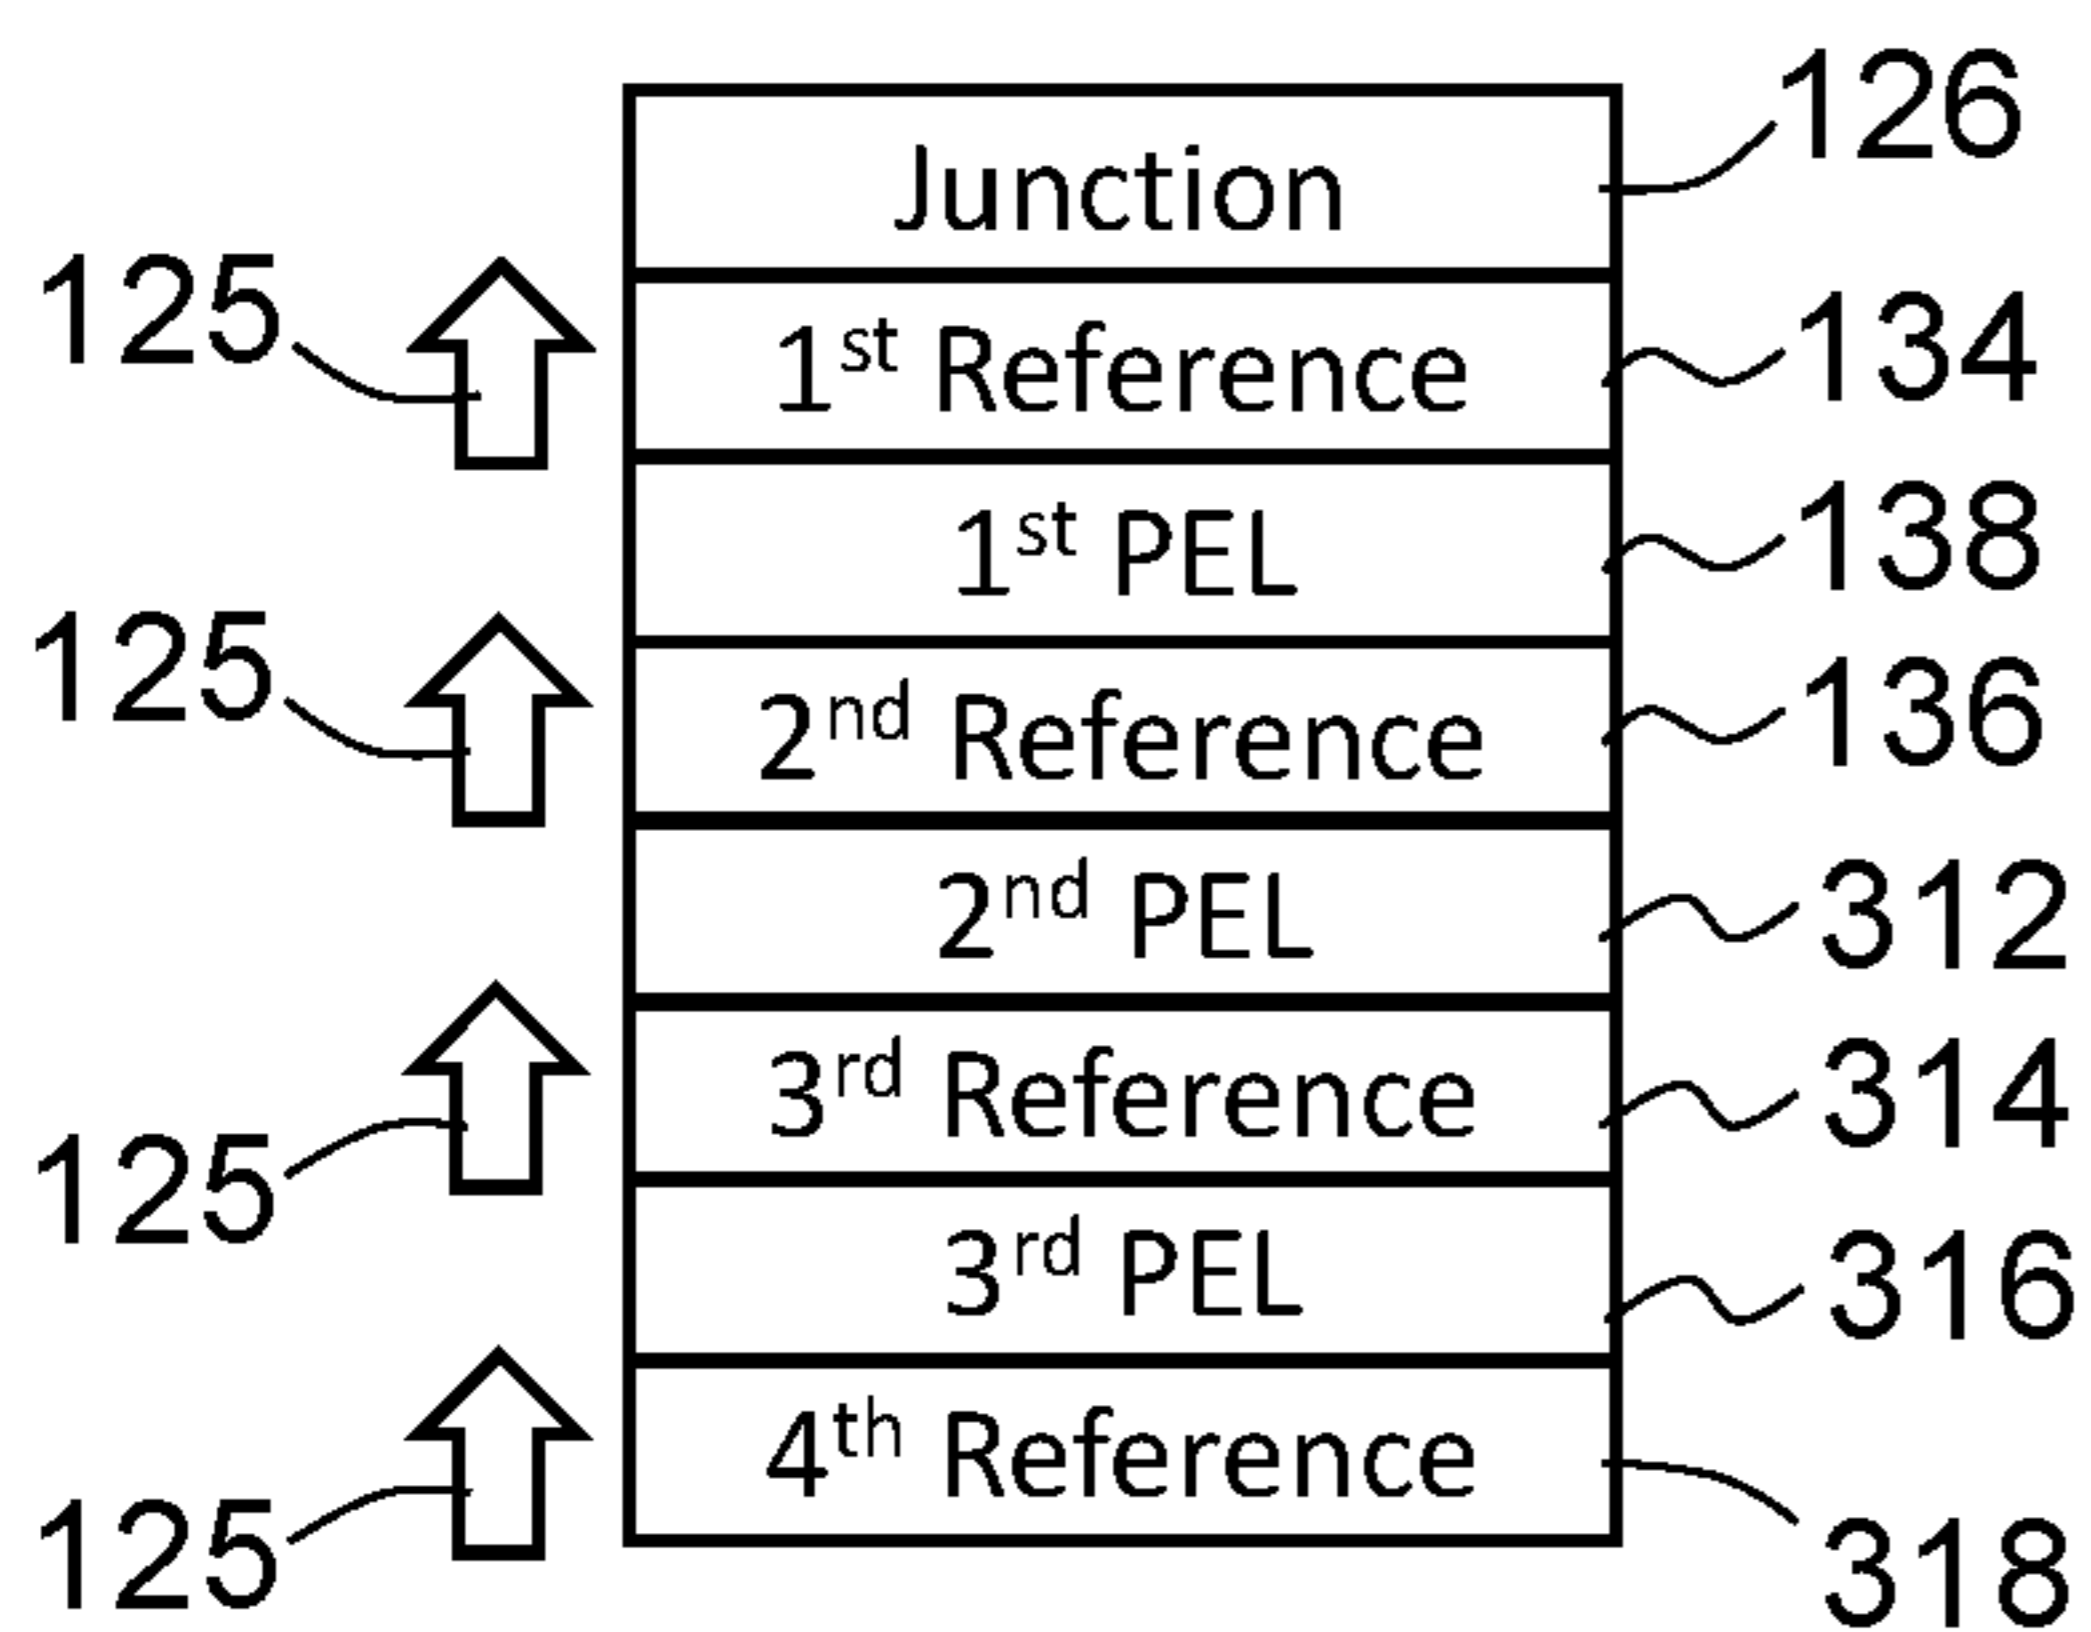 126
Junction
125
1st Reference
134
1st PEL
138
125
2nd Reference
136
2nd PEL
312
125
3rd Reference
314
3rd PEL
316
125
4th Reference
318